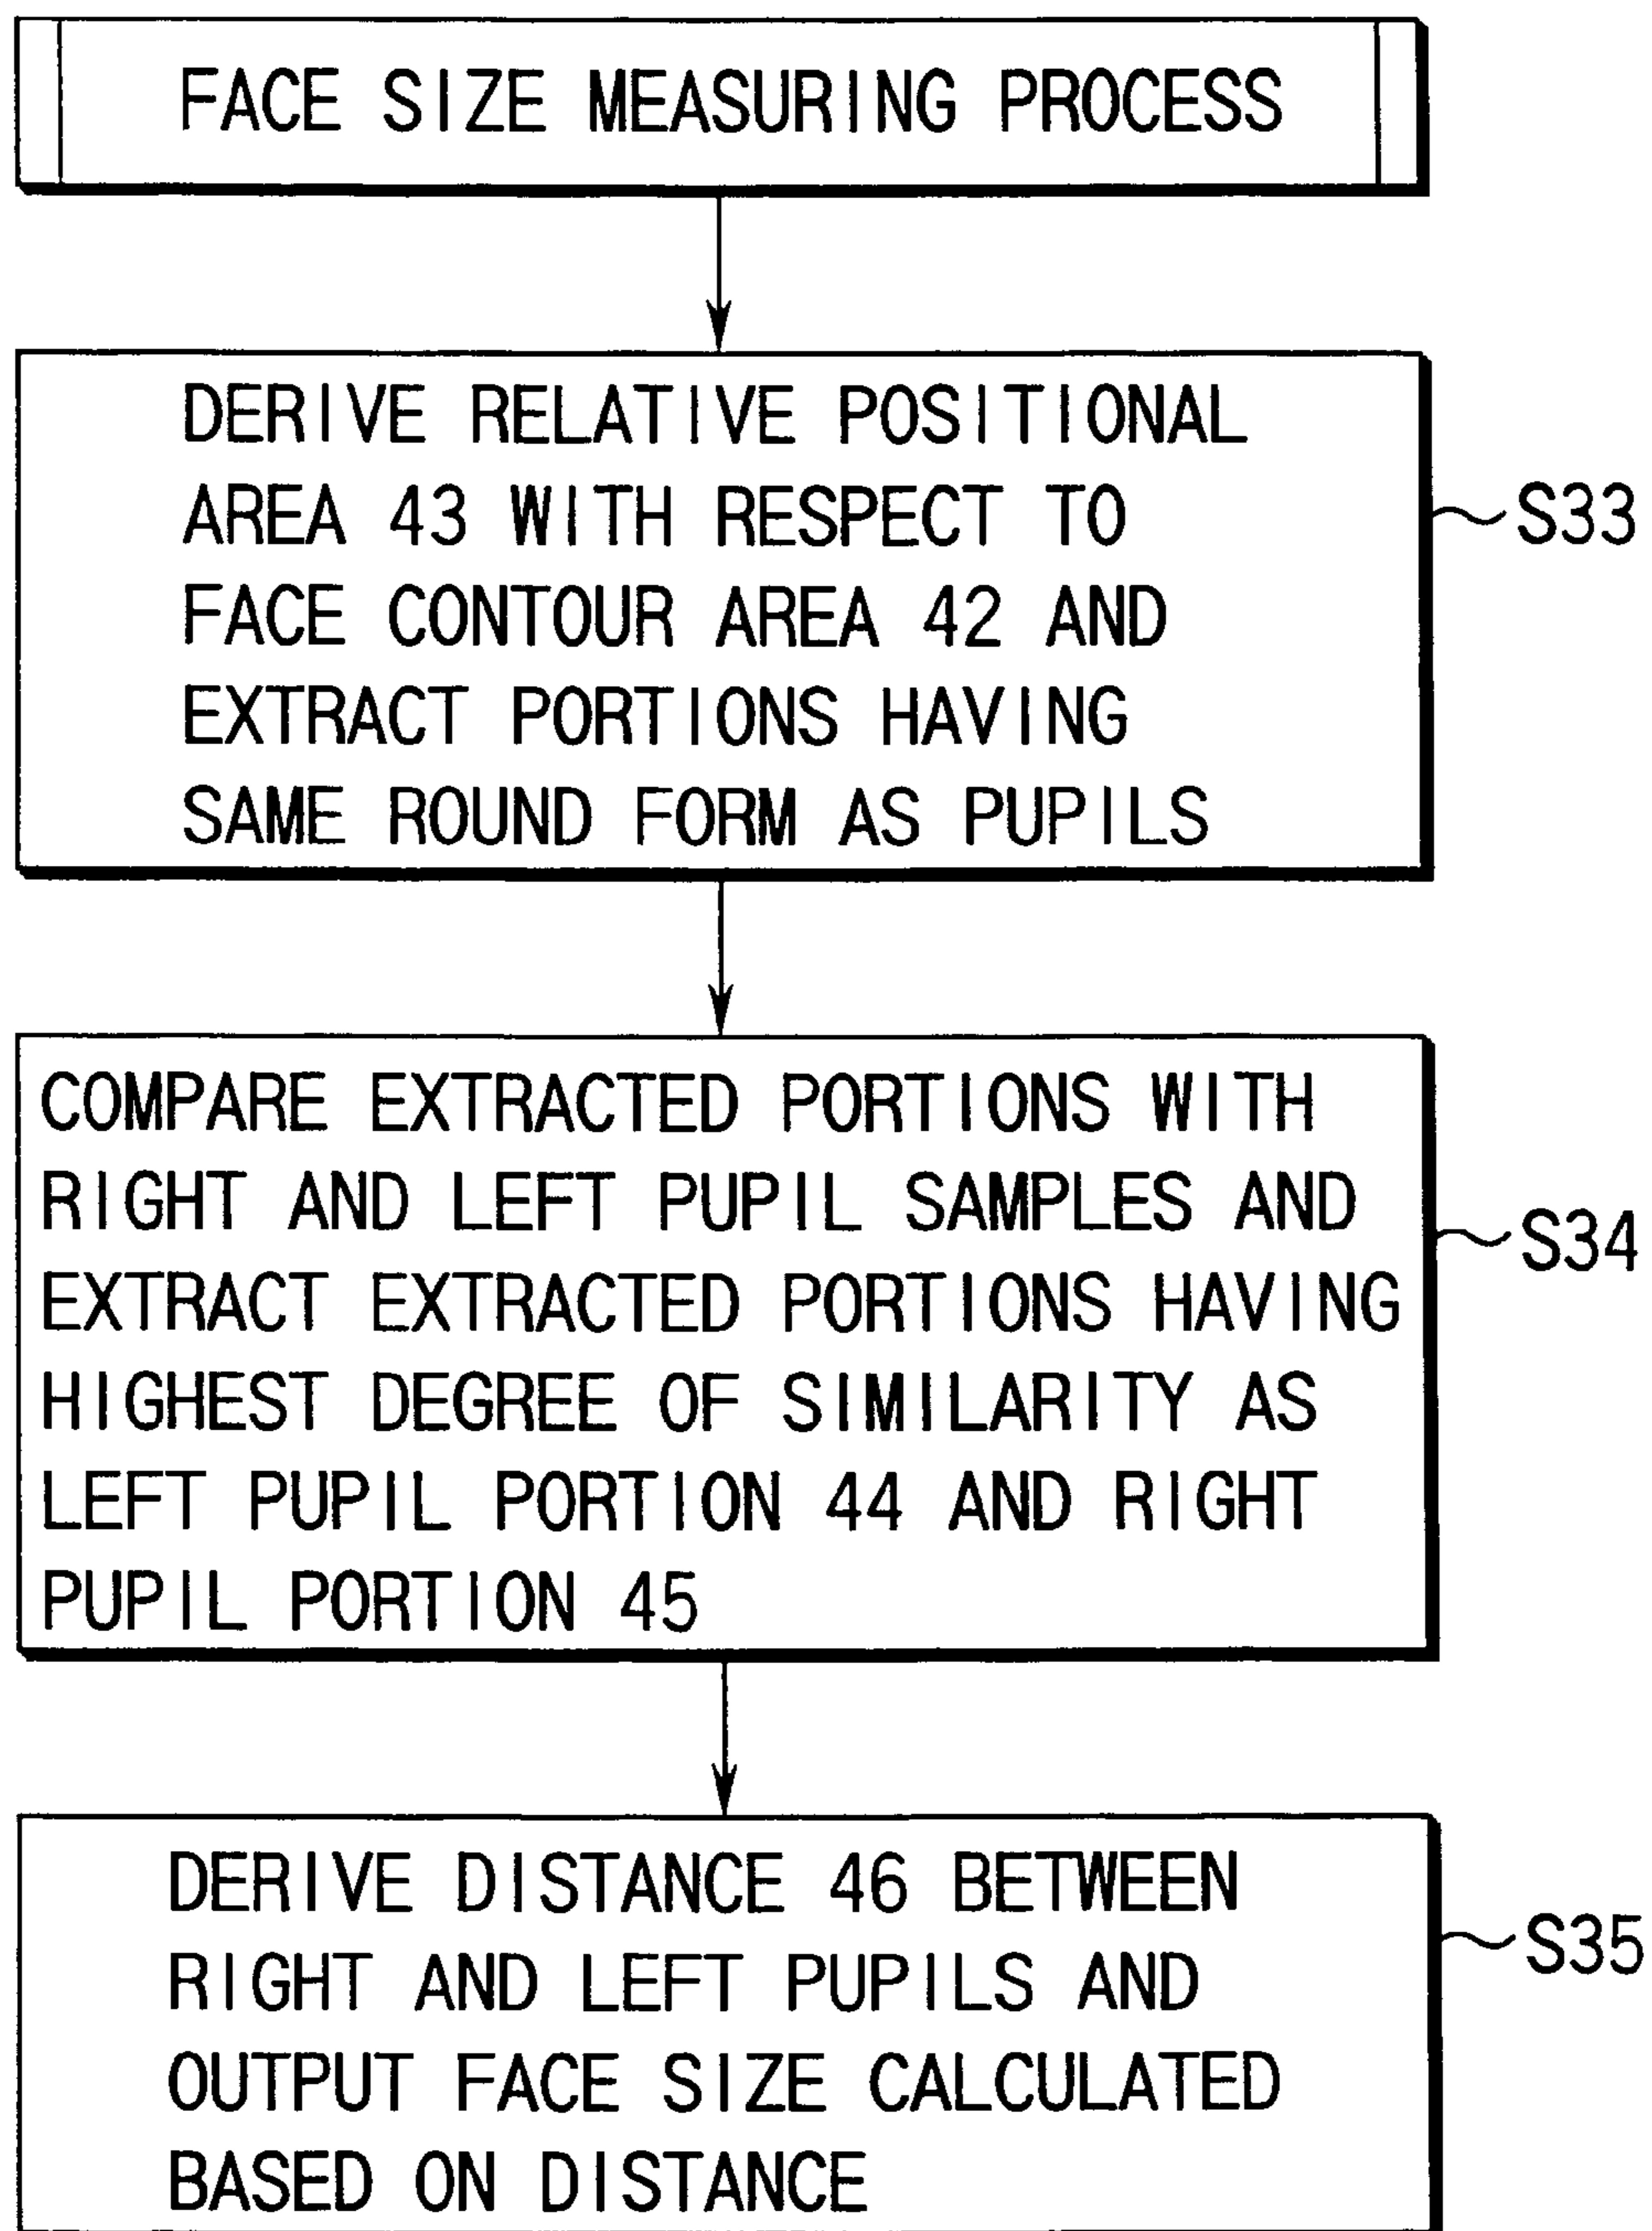 FACE SIZE MEASURING PROCESS
DERIVE RELATIVE POSITIONAL
AREA 43 WITH RESPECT TO
FACE CONTOUR AREA 42 AND
EXTRACT PORTIONS HAVING
SAME ROUND FORM AS PUPILS
S33
COMPARE EXTRACTED PORTIONS WITH
RIGHT AND LEFT PUPIL SAMPLES AND
EXTRACT EXTRACTED PORTIONS HAVING
HIGHEST DEGREE OF SIMILARITY AS
LEFT PUPIL PORTION 44 AND RIGHT
PUPIL PORTION 45
S34
DERIVE DISTANCE 46 BETWEEN
RIGHT AND LEFT PUPILS AND
OUTPUT FACE SIZE CALCULATED
BASED ON DISTANCE
S35